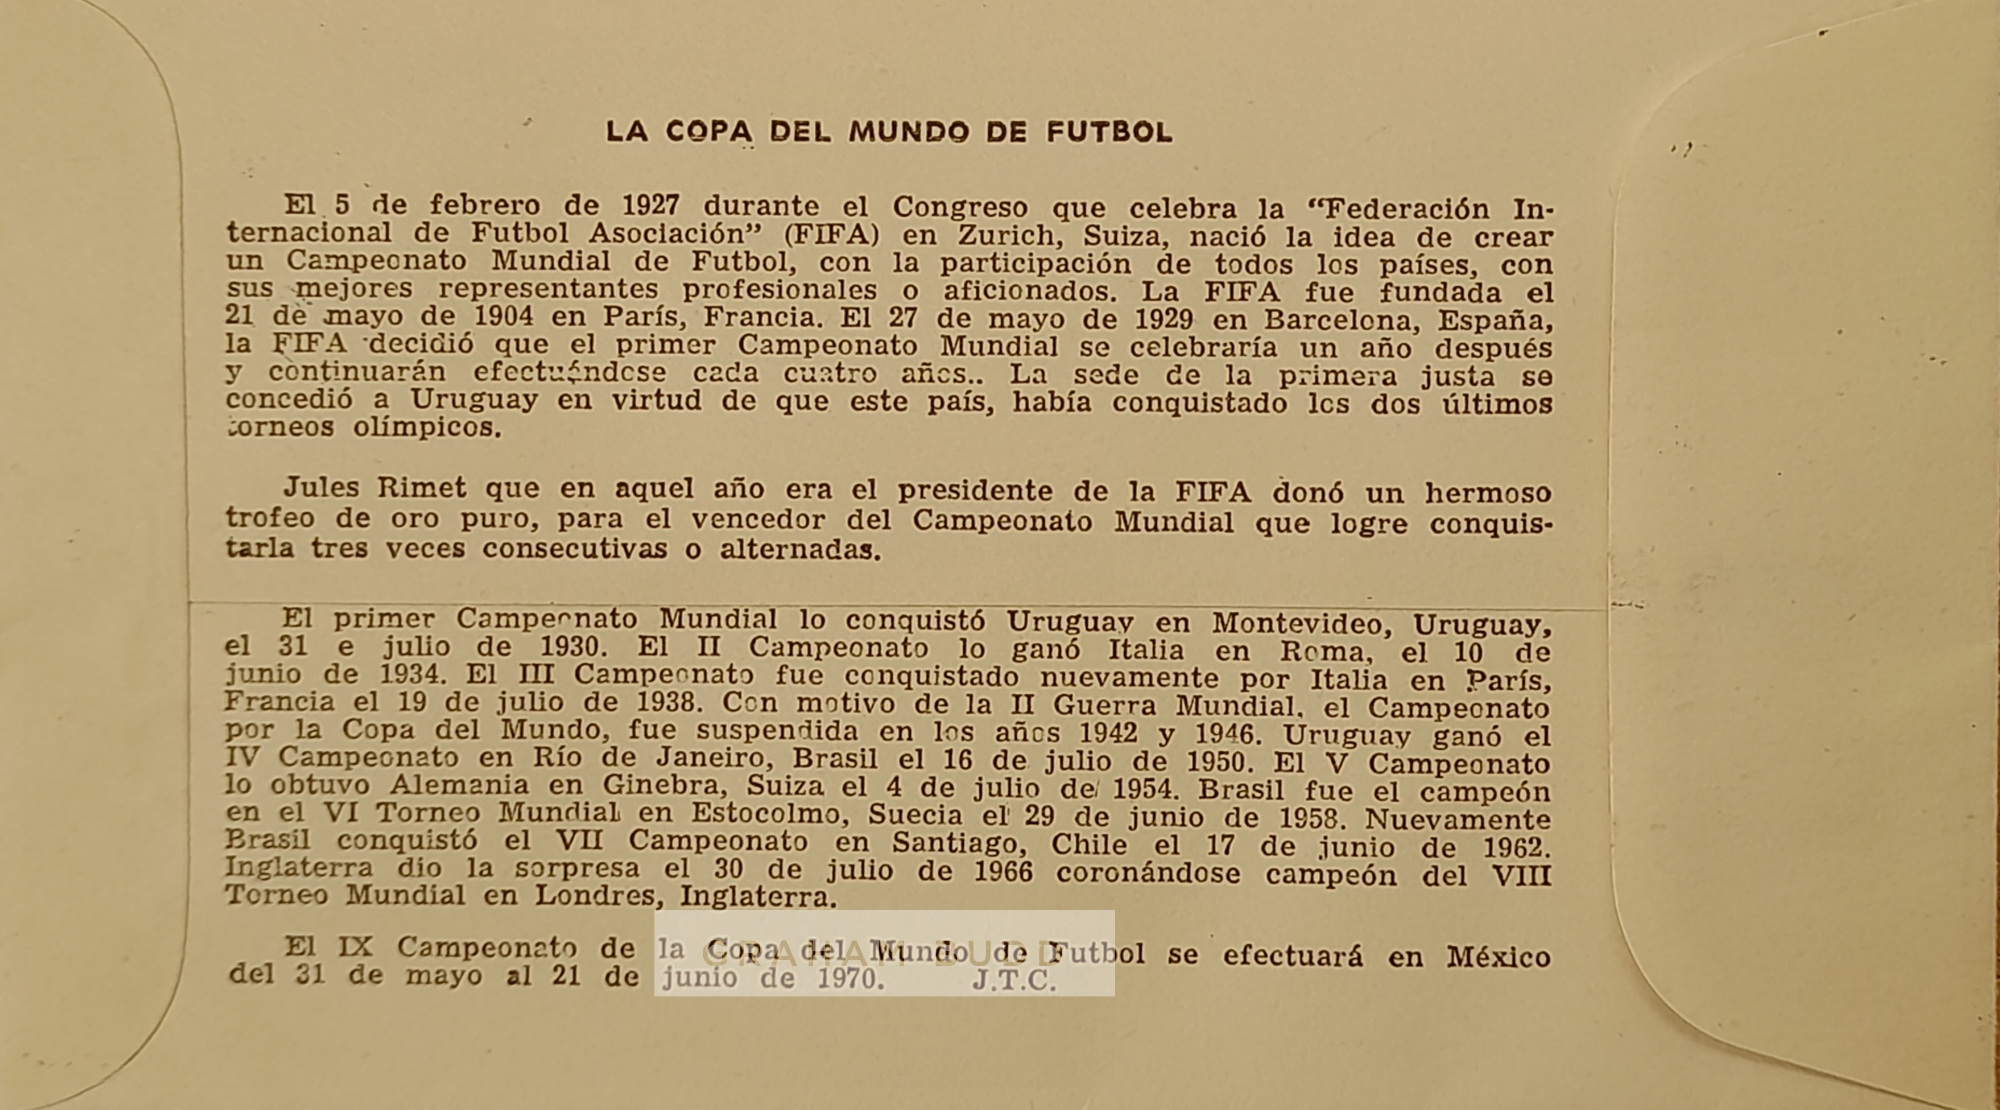 LA COPA DEL MUNDO DE FUTBOL
El 5 de febrero de 1927 durante el Congreso que celebra la “Federación In-
ternacional de Futbol Asociación” (FIFA) en Zurich, Suiza, nació la idea de crear
un Campeonato Mundial de Futbol, con la participación de todos los países, con
sus mejores representantes profesionales o aficionados. La FIFA fue fundada el
21 de mayo de 1904 en París, Francia. El 27 de mayo de 1929 en Barcelona, España,
la FIFA decidió que el primer Campeonato Mundial se celebraría un año después
y continuarán efectuándose cada cuatro años.. La sede de la primera justa se
concedió a Uruguay en virtud de que este país, había conquistado los dos últimos
torneos olímpicos.
Jules Rimet que en aquel año era el presidente de la FIFA donó un hermoso
trofeo de oro puro, para el vencedor del Campeonato Mundial que logre conquis-
tarla tres veces consecutivas o alternadas.
El primer Campeonato Mundial lo conquistó Uruguay en Montevideo, Uruguay,
el 31 e julio de 1930. El II Campeonato lo ganó Italia en Roma, el 10 de
junio de 1934. El III Campeonato fue conquistado nuevamente por Italia en París,
Francia el 19 de julio de 1938. Con motivo de la II Guerra Mundial, el Campeonato
por la Copa del Mundo, fue suspendida en los años 1942 y 1946. Uruguay ganó el
IV Campeonato en Río de Janeiro, Brasil el 16 de julio de 1950. El V Campeonato
lo obtuvo Alemania en Ginebra, Suiza el 4 de julio de 1954. Brasil fue el campeón
en el VI Torneo Mundial en Estocolmo, Suecia el 29 de junio de 1958. Nuevamente
Brasil conquistó el VII Campeonato en Santiago, Chile el 17 de junio de 1962.
Inglaterra dio la sorpresa el 30 de julio de 1966 coronándose campeón del VIII
Torneo Mundial en Londres, Inglaterra.
El IX Campeonato de la Copa del Mundo de Futbol se efectuará en México
del 31 de mayo al 21 de junio de 1970. J.T.C.
GRAHAM BUDD